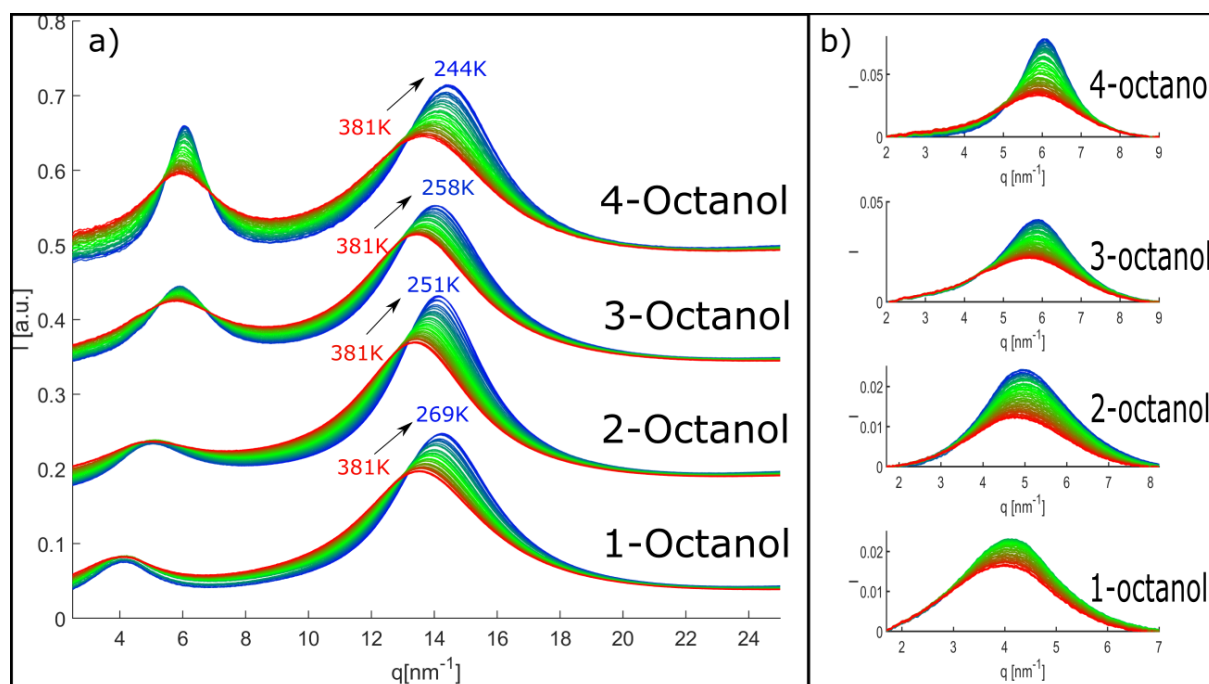 a)
I [a.u.]
0.8
0.7
0.6
0.5
0.4
0.3
0.2
0.1
0
244K
381K
4-Octanol
258K
381K
3-Octanol
251K
381K
2-Octanol
269K
381K
1-Octanol
4 6 8 10 12 14 16 18 20 22 24
q[nm⁻¹]
b)
0.05
0
I
4-octanol
2 3 4 5 6 7 8 9
q [nm⁻¹]
0.05
0
I
3-octanol
2 3 4 5 6 7 8 9
q [nm⁻¹]
0.02
0.01
0
I
2-octanol
2 3 4 5 6 7 8
q [nm⁻¹]
0.02
0.01
0
I
1-octanol
2 3 4 5 6 7
q [nm⁻¹]